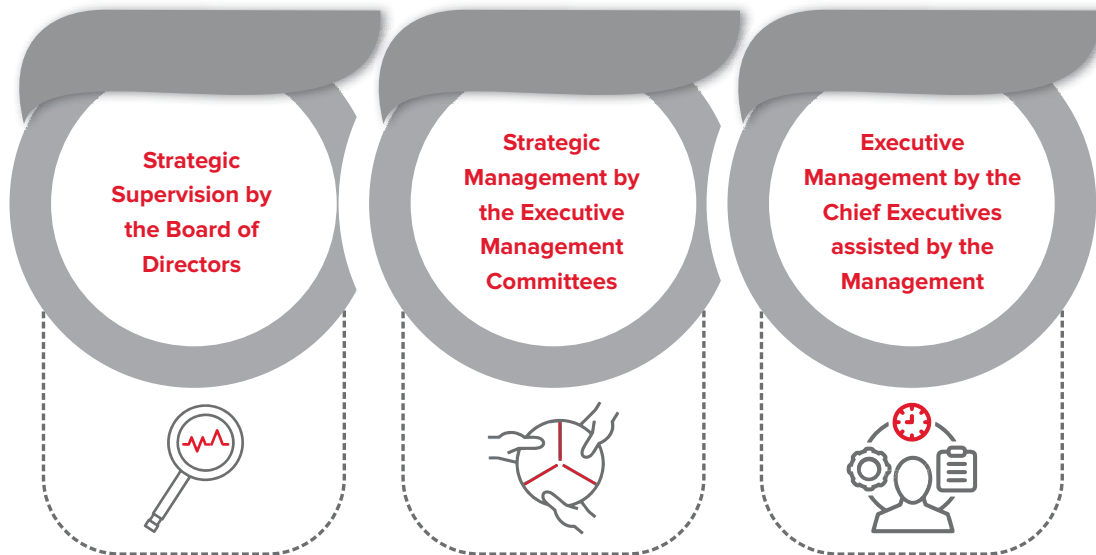 Strategic
Supervision by
the Board of
Directors
Strategic
Management by
the Executive
Management
Committees
Executive
Management by the
Chief Executives
assisted by the
Management